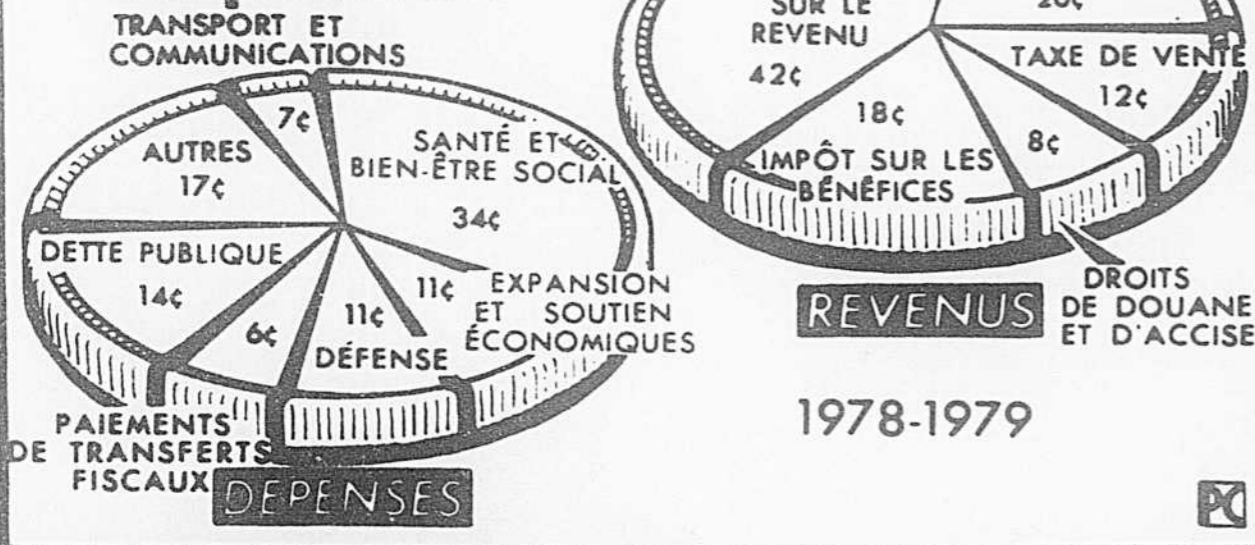 TRANSPORT ET
COMMUNICATIONS
7¢
SANTÉ ET
BIEN-ÊTRE SOCIAL
34¢
AUTRES
17¢
DETTE PUBLIQUE
14¢
6¢
11¢
DÉFENSE
11¢
EXPANSION
ET SOUTIEN
ÉCONOMIQUES
PAIEMENTS
DE TRANSFERTS
FISCAUX
DEPENSES
SUR LE
REVENU
42¢
TAXE DE VENTE
12¢
18¢
IMPÔT SUR LES
BÉNÉFICES
8¢
DROITS
DE DOUANE
ET D'ACCISE
REVENUS
1978-1979
PC